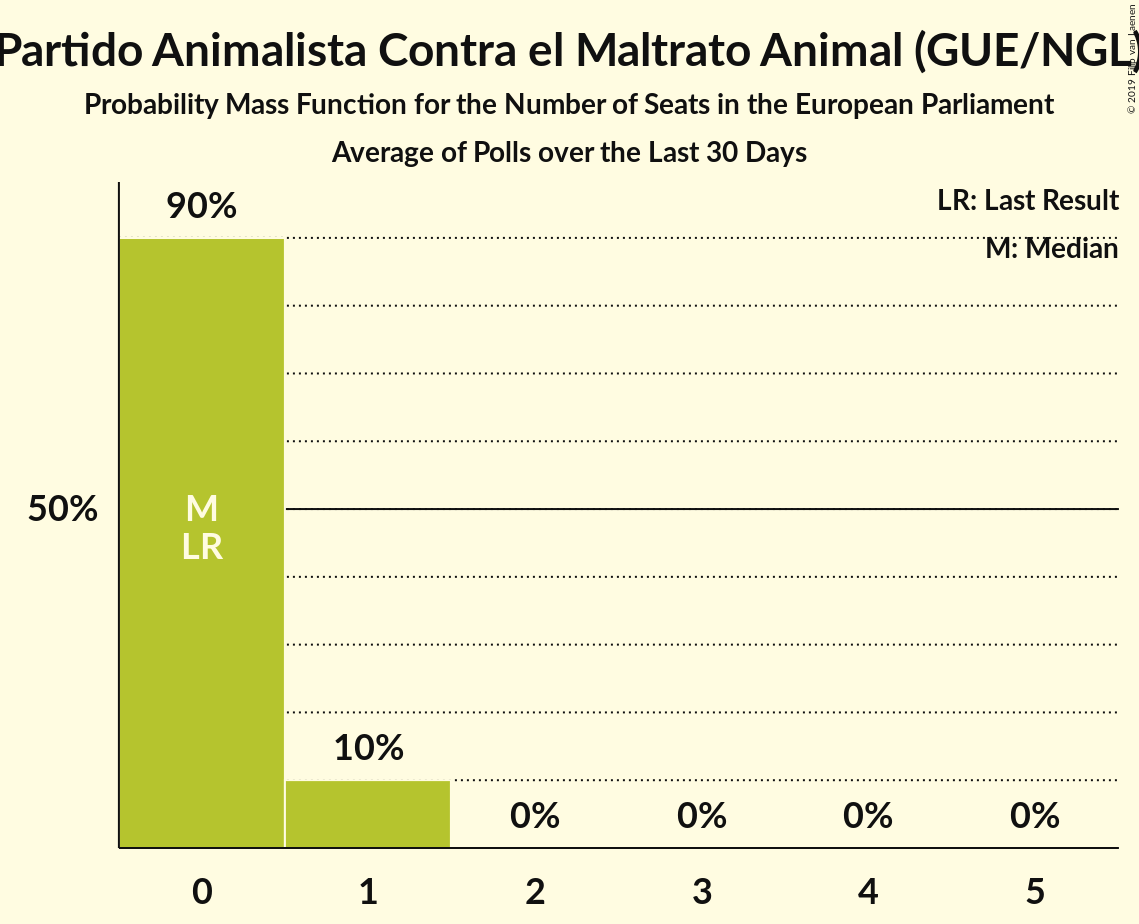 Partido Animalista Contra el Maltrato Animal (GUE/NGL)
Probability Mass Function for the Number of Seats in the European Parliament
Average of Polls over the Last 30 Days
© 2019 Filip van Laenen
LR: Last Result
M: Median
90%
50%
M
LR
10%
0% 0% 0% 0%
0 1 2 3 4 5